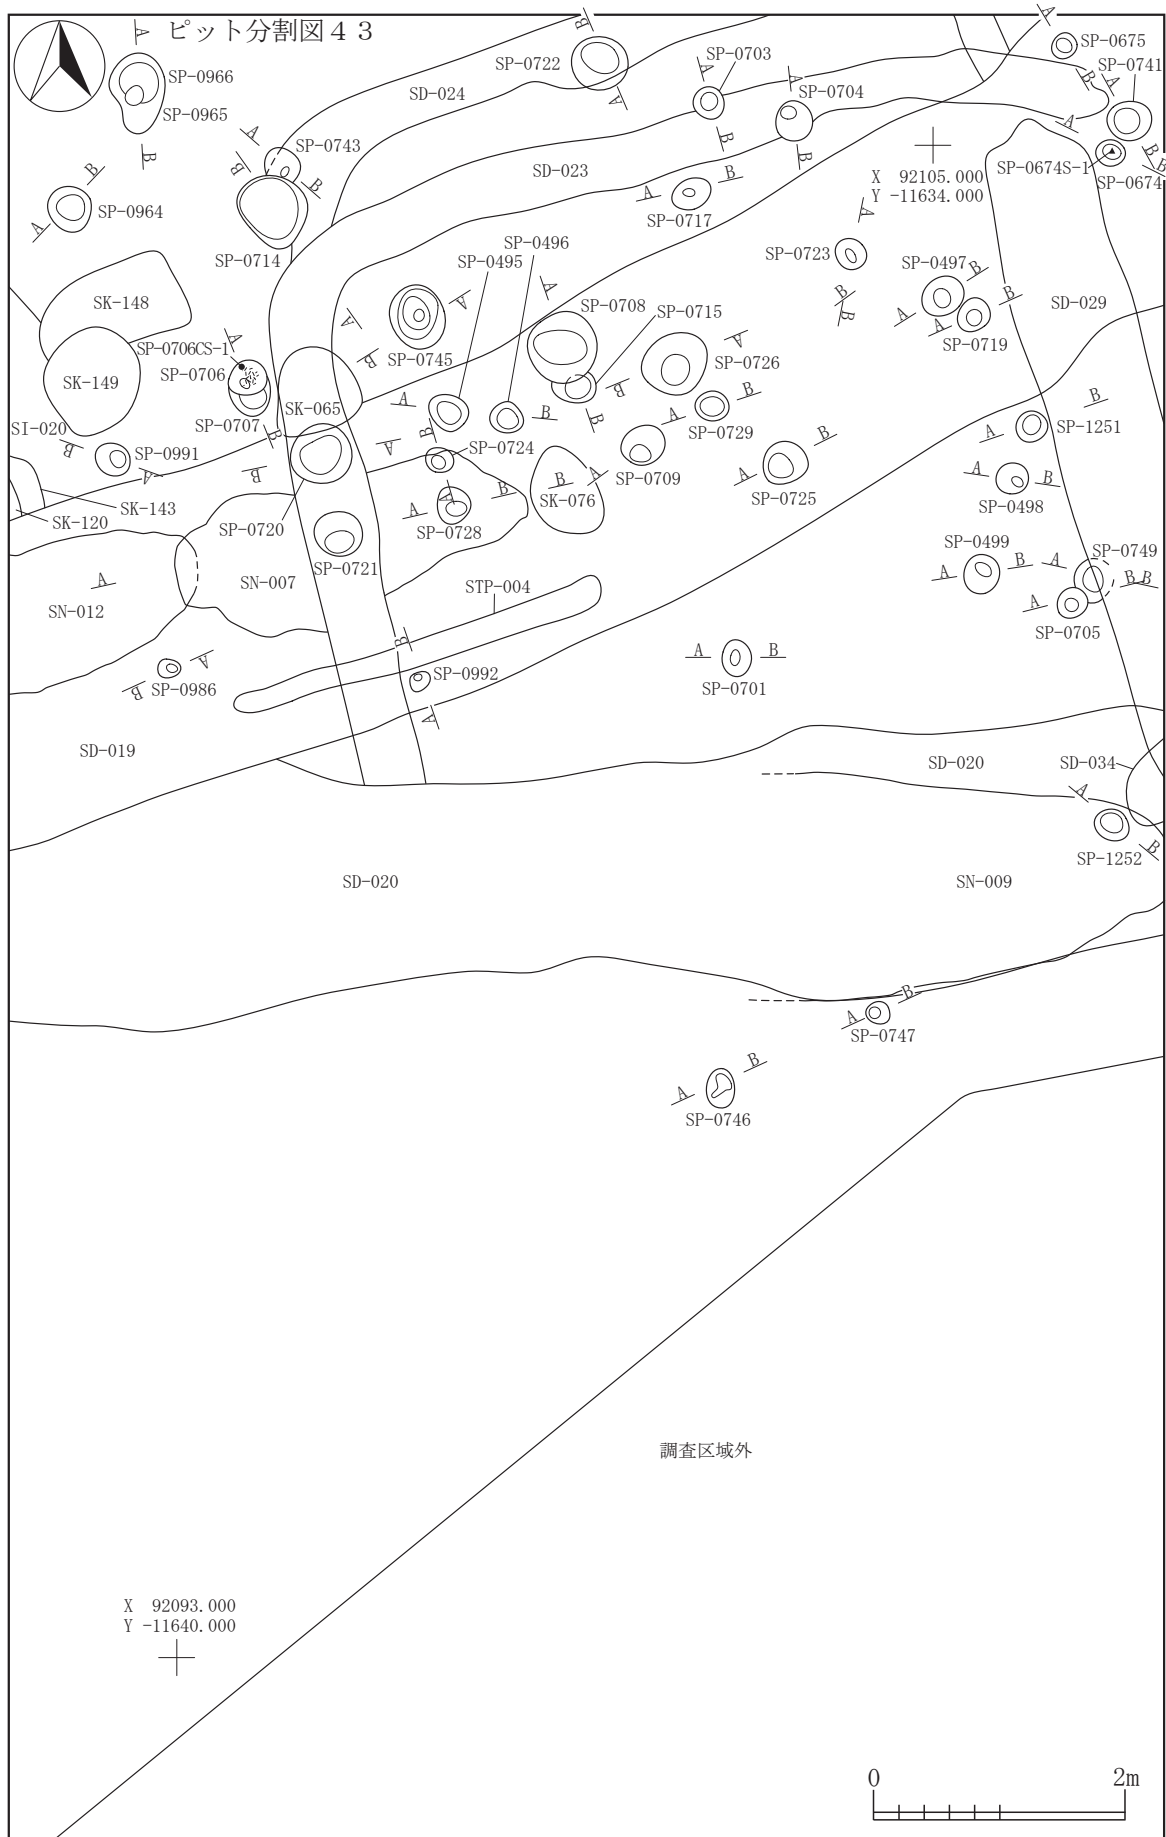 ピット分割図４３
SP-0966
SP-0965
SP-0964
SP-0743
SP-0714
SD-024
SP-0722
SP-0703
SP-0704
SP-0675
SP-0741
SP-0674S-1
SP-0674
X 92105.000
Y -11634.000
SD-023
SP-0717
SP-0496
SP-0495
SP-0723
SP-0497
SP-0719
SD-029
SK-148
SP-0706CS-1
SP-0706
SK-149
SP-0707
SK-065
SP-0745
SP-0708
SP-0715
SP-0726
SP-0729
SI-020
SP-0991
SK-143
SK-120
SP-0720
SP-0721
SP-0724
SP-0728
SK-076
SP-0709
SP-0725
SP-1251
SP-0498
SP-0499
SP-0749
SP-0705
SN-012
SN-007
STP-004
SP-0986
SP-0992
SP-0701
SD-019
SD-020
SD-034
SP-1252
SD-020
SN-009
SP-0747
SP-0746
調査区域外
X 92093.000
Y -11640.000
0 2m
A
B
A
B
A
B
A
B
A
B
A
B
A
B
A
B
A
B
A
B
A
B
A
B
A
B
A
B
A
B
A
B
A
B
A
B
A
B
A
B
A
B
A
B
A
B
A
B
A
B
A
B
A
B
A
B
A
B
A
B
A
B
A
B
A
B
A
B
A
B
A
B
A
B